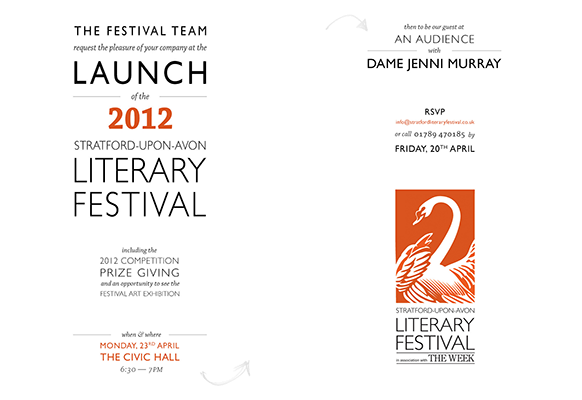 THE FESTIVAL TEAM
request the pleasure of your company at the
LAUNCH
of the
2012
STRATFORD-UPON-AVON
LITERARY
FESTIVAL
including the
2012 COMPETITION
PRIZE GIVING
and an opportunity to see the
FESTIVAL ART EXHIBITION
when & where
MONDAY, 23RD APRIL
THE CIVIC HALL
6:30 — 7PM
then to be our guest at
AN AUDIENCE
with
DAME JENNI MURRAY
RSVP
info@stratfordliteraryfestival.co.uk
or call 01789 470185 by
FRIDAY, 20TH APRIL
STRATFORD-UPON-AVON
LITERARY
FESTIVAL
in association with THE WEEK